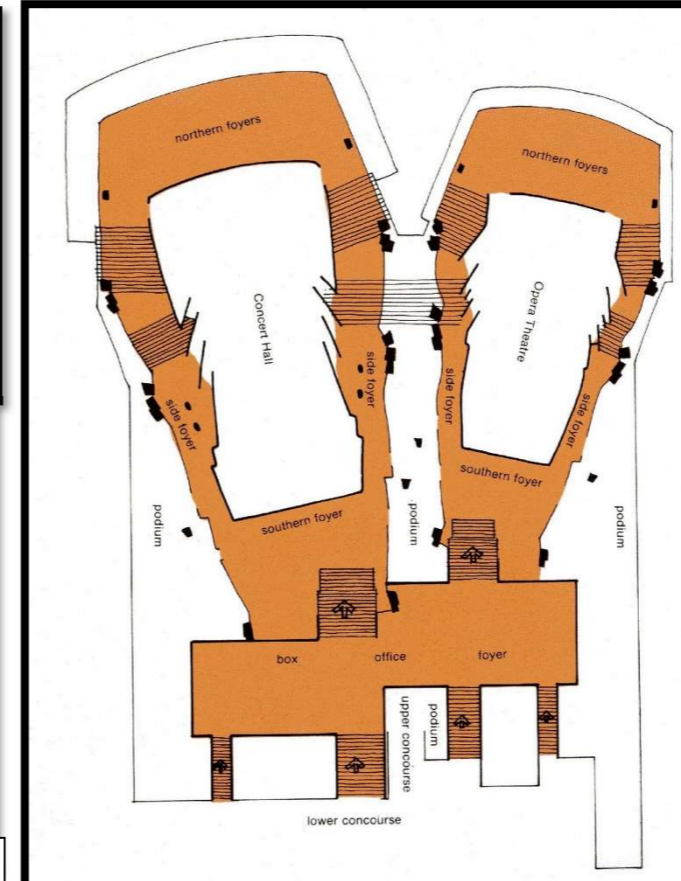 northern foyers
northern foyers
Concert Hall
Opera Theatre
side foyer
side foyer
side foyer
side foyer
southern foyer
southern foyer
podium
podium
podium
box office foyer
upper concourse
podium
lower concourse